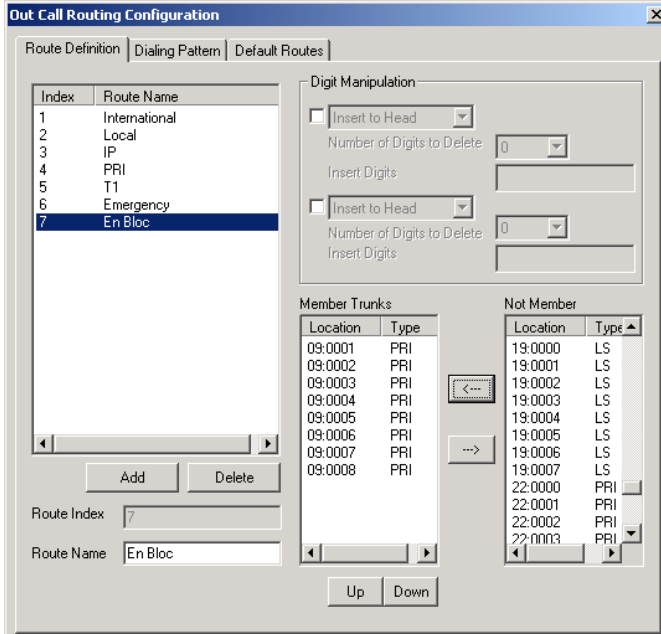 Out Call Routing Configuration
Route Definition Dialing Pattern Default Routes
Index Route Name
1 International
2 Local
3 IP
4 PRI
5 T1
6 Emergency
7 En Bloc
Add Delete
Route Index 7
Route Name En Bloc
Digit Manipulation
Insert to Head
Number of Digits to Delete 0
Insert Digits
Insert to Head
Number of Digits to Delete 0
Insert Digits
Member Trunks
Location Type
09:0001 PRI
09:0002 PRI
09:0003 PRI
09:0004 PRI
09:0005 PRI
09:0006 PRI
09:0007 PRI
09:0008 PRI
<---
--->
Not Member
Location Type
19:0000 LS
19:0001 LS
19:0002 LS
19:0003 LS
19:0004 LS
19:0005 LS
19:0006 LS
19:0007 LS
22:0000 PRI
22:0001 PRI
22:0002 PRI
22:0003 PRI
Up Down